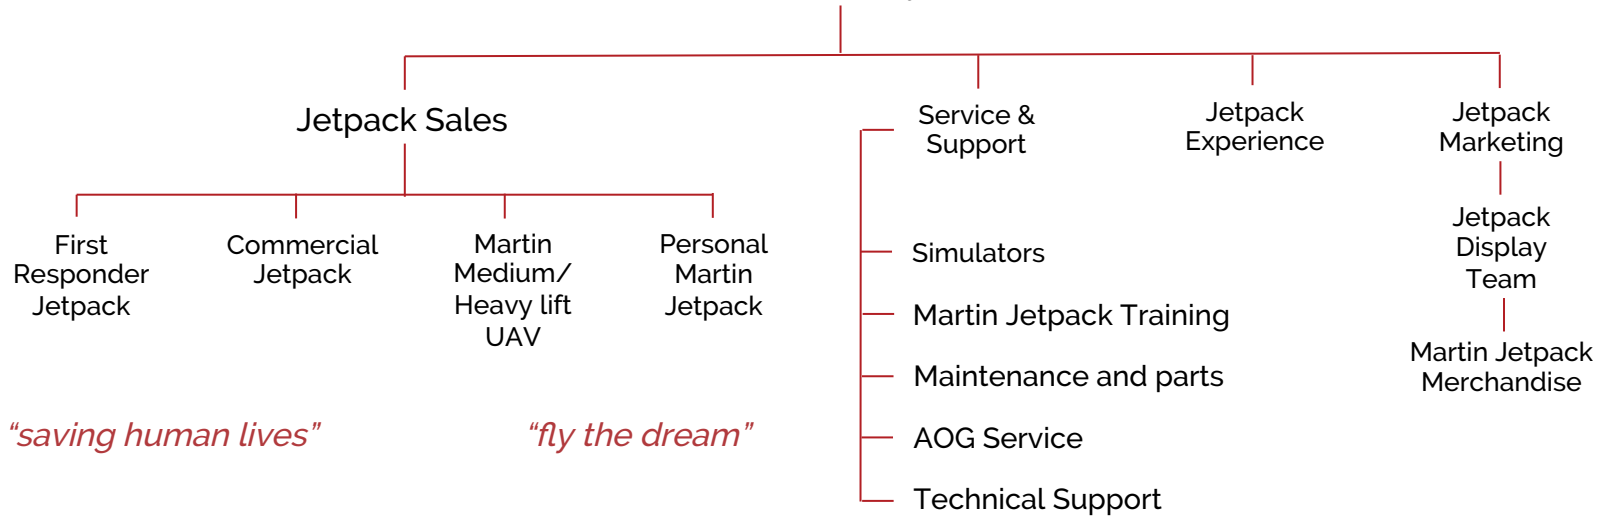 Jetpack Sales
Service &
Support
Jetpack
Experience
Jetpack
Marketing
First
Responder
Jetpack
Commercial
Jetpack
Martin
Medium/
Heavy lift
UAV
Personal
Martin
Jetpack
Simulators
Martin Jetpack Training
Maintenance and parts
AOG Service
Technical Support
Jetpack
Display
Team
Martin Jetpack
Merchandise
“saving human lives”
“fly the dream”